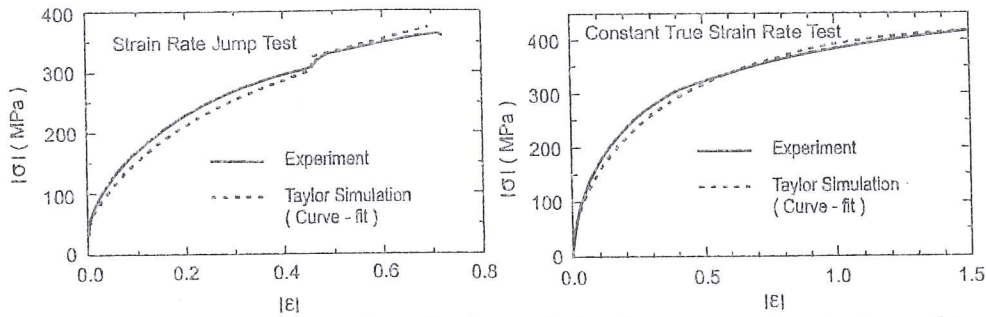 Strain Rate Jump Test
|σ| ( MPa )
400
300
200
100
0
Experiment
Taylor Simulation
( Curve - fit )
0.0
0.2
0.4
0.6
0.8
|ε|
Constant True Strain Rate Test
|σ| ( MPa )
400
300
200
100
0
Experiment
Taylor Simulation
( Curve - fit )
0.0
0.5
1.0
1.5
|ε|